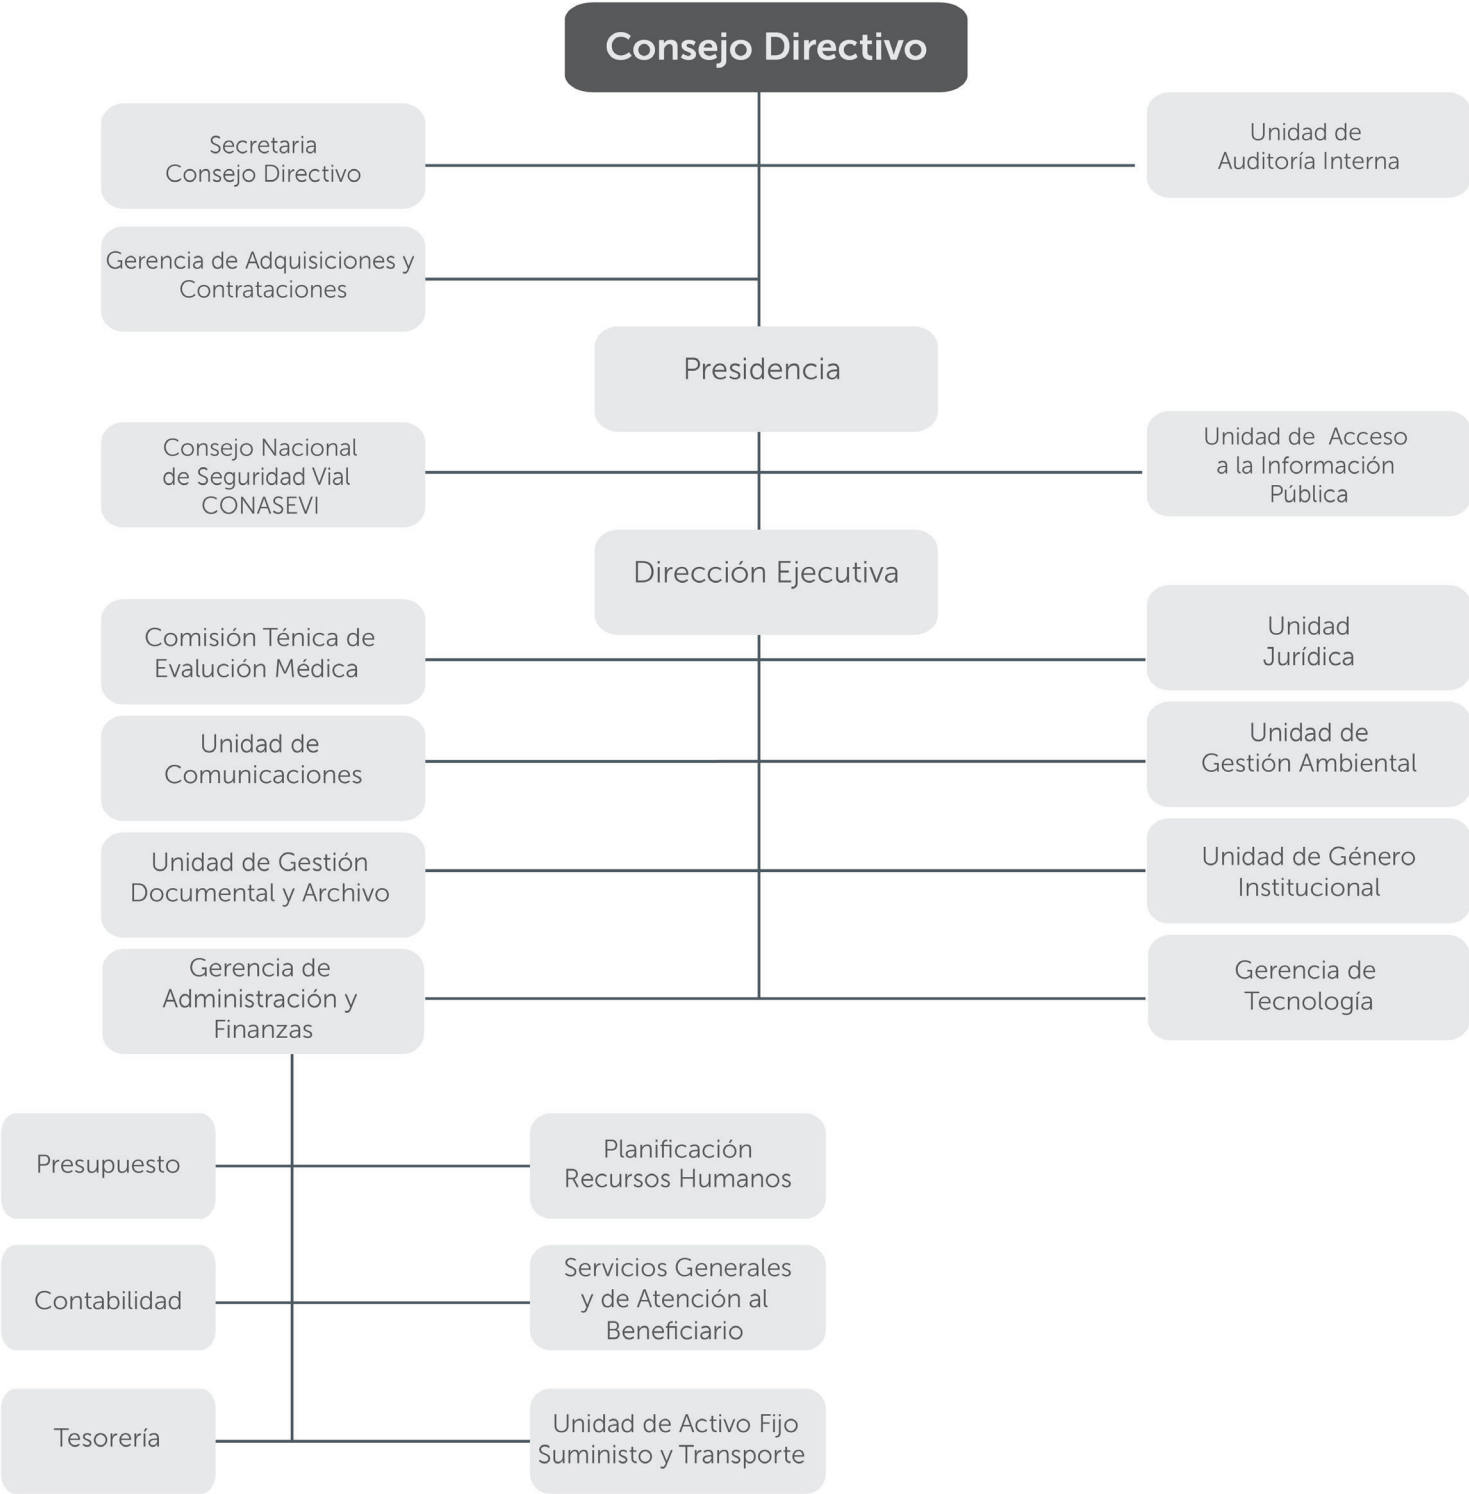 Consejo Directivo
Secretaria
Consejo Directivo
Unidad de
Auditoría Interna
Gerencia de Adquisiciones y
Contrataciones
Presidencia
Consejo Nacional
de Seguridad Vial
CONASEVI
Unidad de Acceso
a la Información
Pública
Dirección Ejecutiva
Comisión Ténica de
Evalución Médica
Unidad
Jurídica
Unidad de
Comunicaciones
Unidad de
Gestión Ambiental
Unidad de Gestión
Documental y Archivo
Unidad de Género
Institucional
Gerencia de
Administración y
Finanzas
Gerencia de
Tecnología
Presupuesto
Planificación
Recursos Humanos
Contabilidad
Servicios Generales
y de Atención al
Beneficiario
Tesorería
Unidad de Activo Fijo
Suministo y Transporte